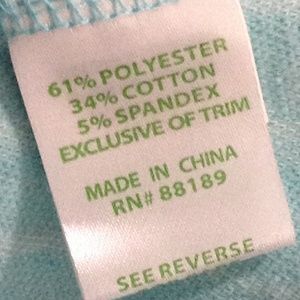 61% POLYESTER
34% COTTON
5% SPANDEX
EXCLUSIVE OF TRIM
MADE IN CHINA
RN# 88189
SEE REVERSE